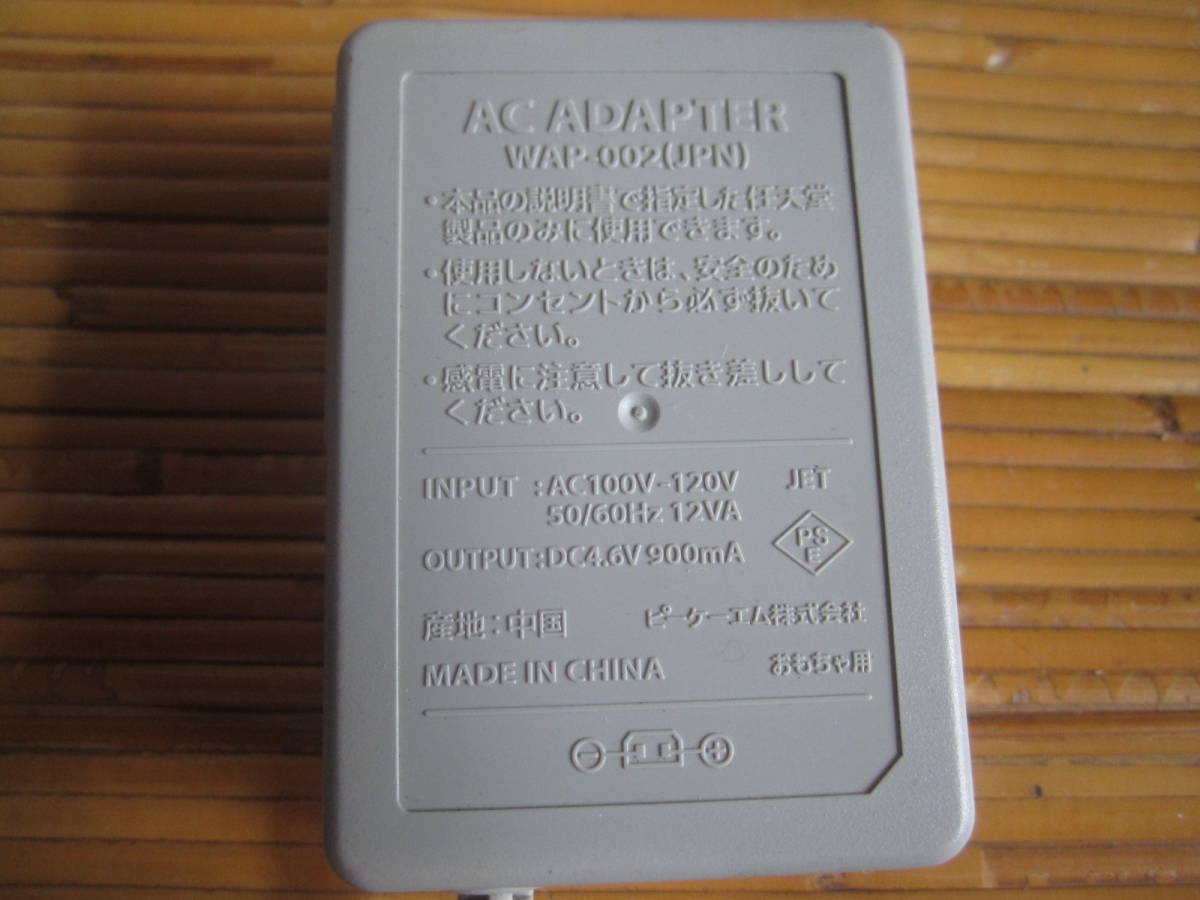 AC ADAPTER
WAP-002(JPN)
・本品の説明書で指定した任天堂
製品のみに使用できます。
・使用しないときは、安全のため
にコンセントから必ず抜いて
ください。
・感電に注意して抜き差しして
ください。
INPUT :AC100V~120V JET
50/60Hz 12VA
PS
E
OUTPUT:DC4.6V 900mA
産地:中国 ピーケーエム株式会社
MADE IN CHINA おもちゃ用